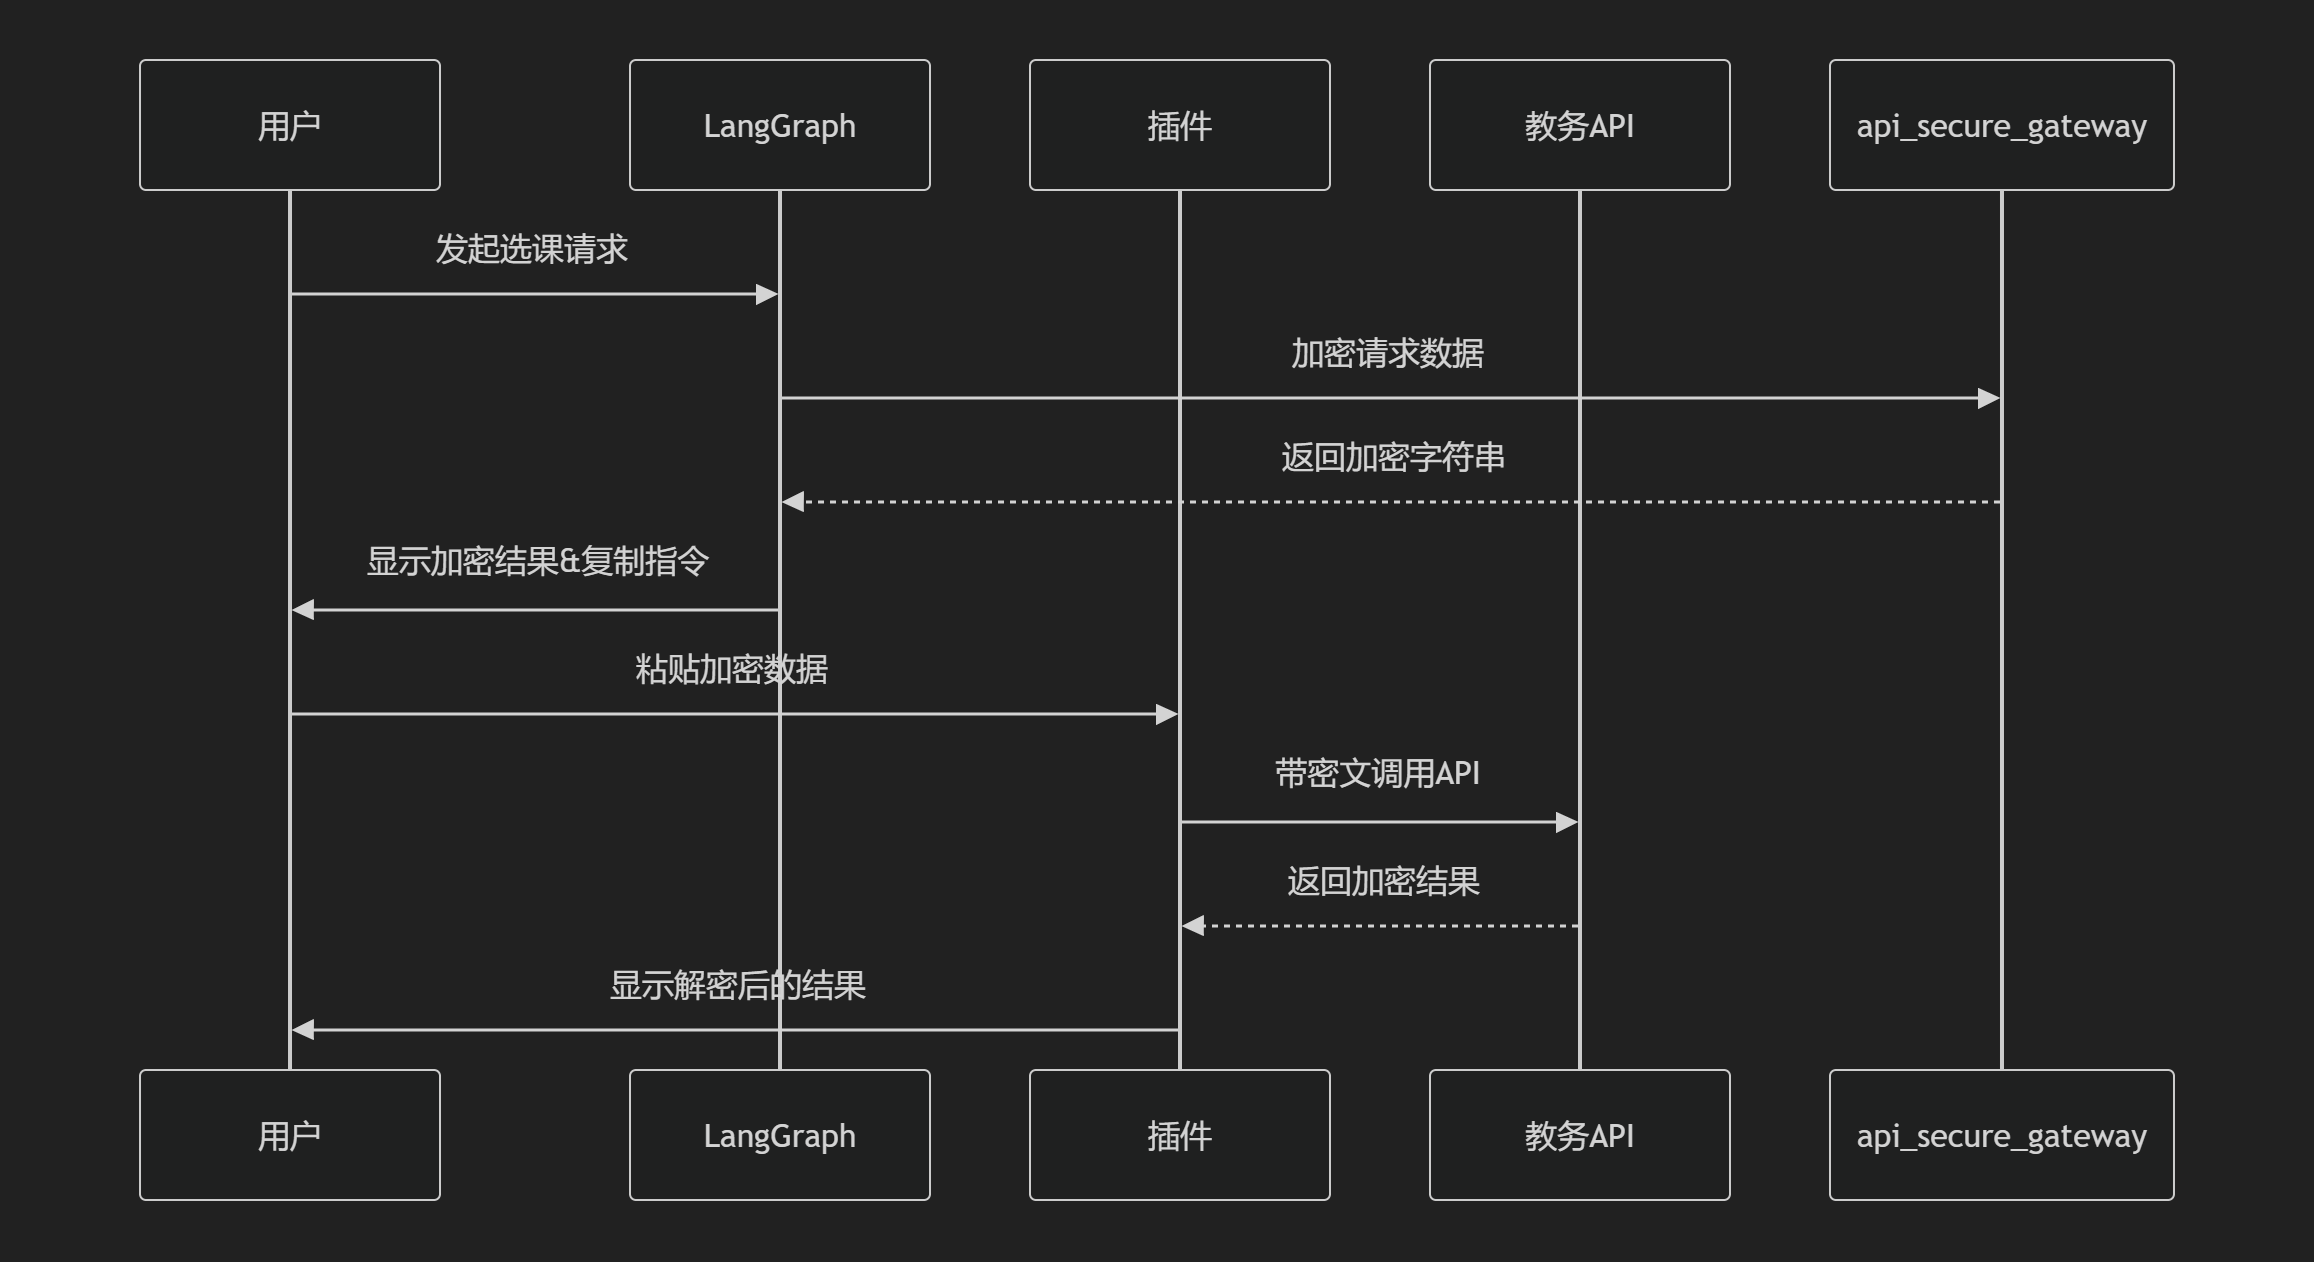 用户
LangGraph
插件
教务API
api_secure_gateway
发起选课请求
加密请求数据
返回加密字符串
显示加密结果&复制指令
粘贴加密数据
带密文调用API
返回加密结果
显示解密后的结果
用户
LangGraph
插件
教务API
api_secure_gateway